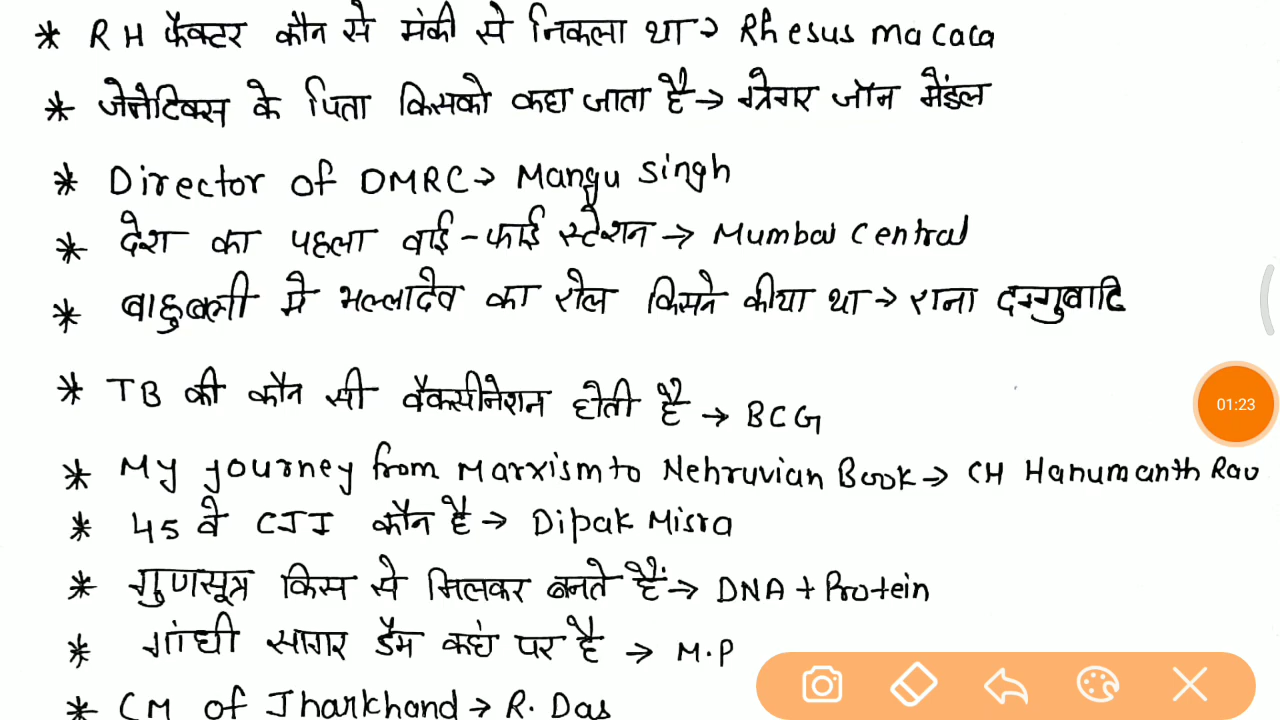 * RH फैक्टर कौन से मंकी से निकला था → Rhesus macaca
* जेनेटिक्स के पिता किसको कहा जाता है → ग्रेगर जॉन मेंडल
* Director of DMRC → Mangu Singh
* देश का पहला वाई-फाई स्टेशन → Mumbai Central
* बाहुबली मे भल्लादेव का रोल किसने कीया था → राना दग्गुवाटि
* TB की कौन सी वैक्सीनेशन होती है → BCG
01:23
* My journey from Marxism to Nehruvian Book → CH Hanumanth Rao
* 45 वे CJI कौन है → Dipak Misra
* गुणसूत्र किस से मिलकर बनते हैं → DNA + Protein
* गांधी सागर डैम कहां पर है → M.P
* CM of Jharkhand → R. Das